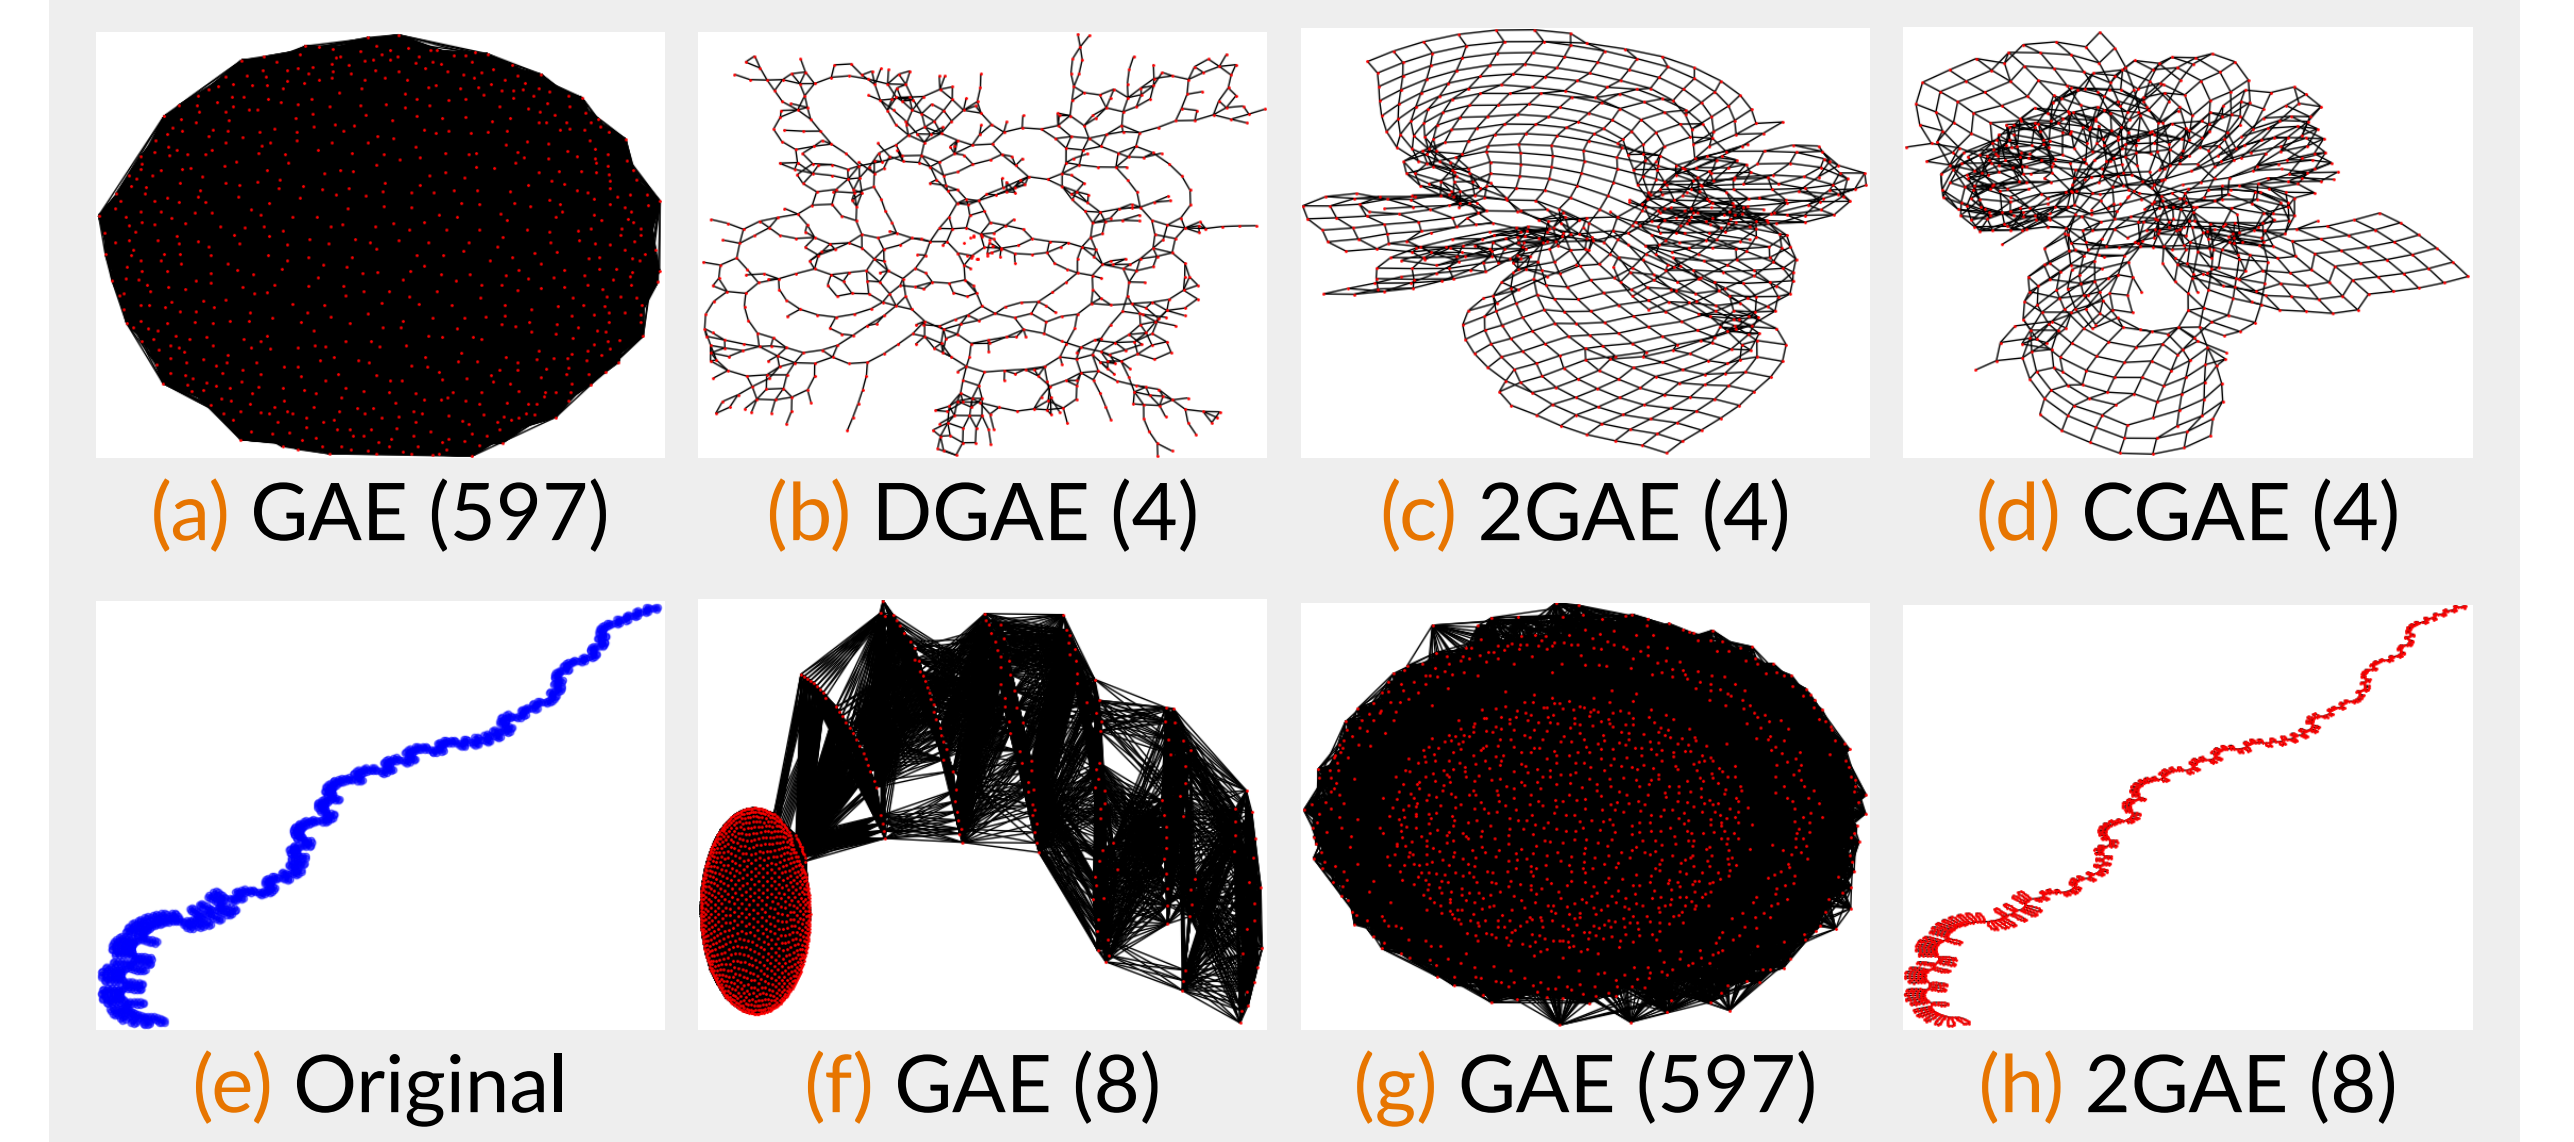 (a) GAE (597)
(b) DGAE (4)
(c) 2GAE (4)
(d) CGAE (4)
(e) Original
(f) GAE (8)
(g) GAE (597)
(h) 2GAE (8)